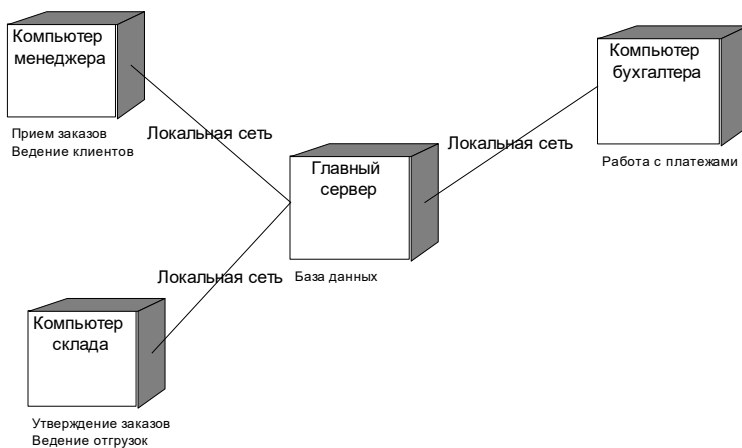 Компьютер
менеджера
Прием заказов
Ведение клиентов
Локальная сеть
Компьютер
бухгалтера
Работа с платежами
Локальная сеть
Главный
сервер
База данных
Локальная сеть
Компьютер
склада
Утверждение заказов
Ведение отгрузок